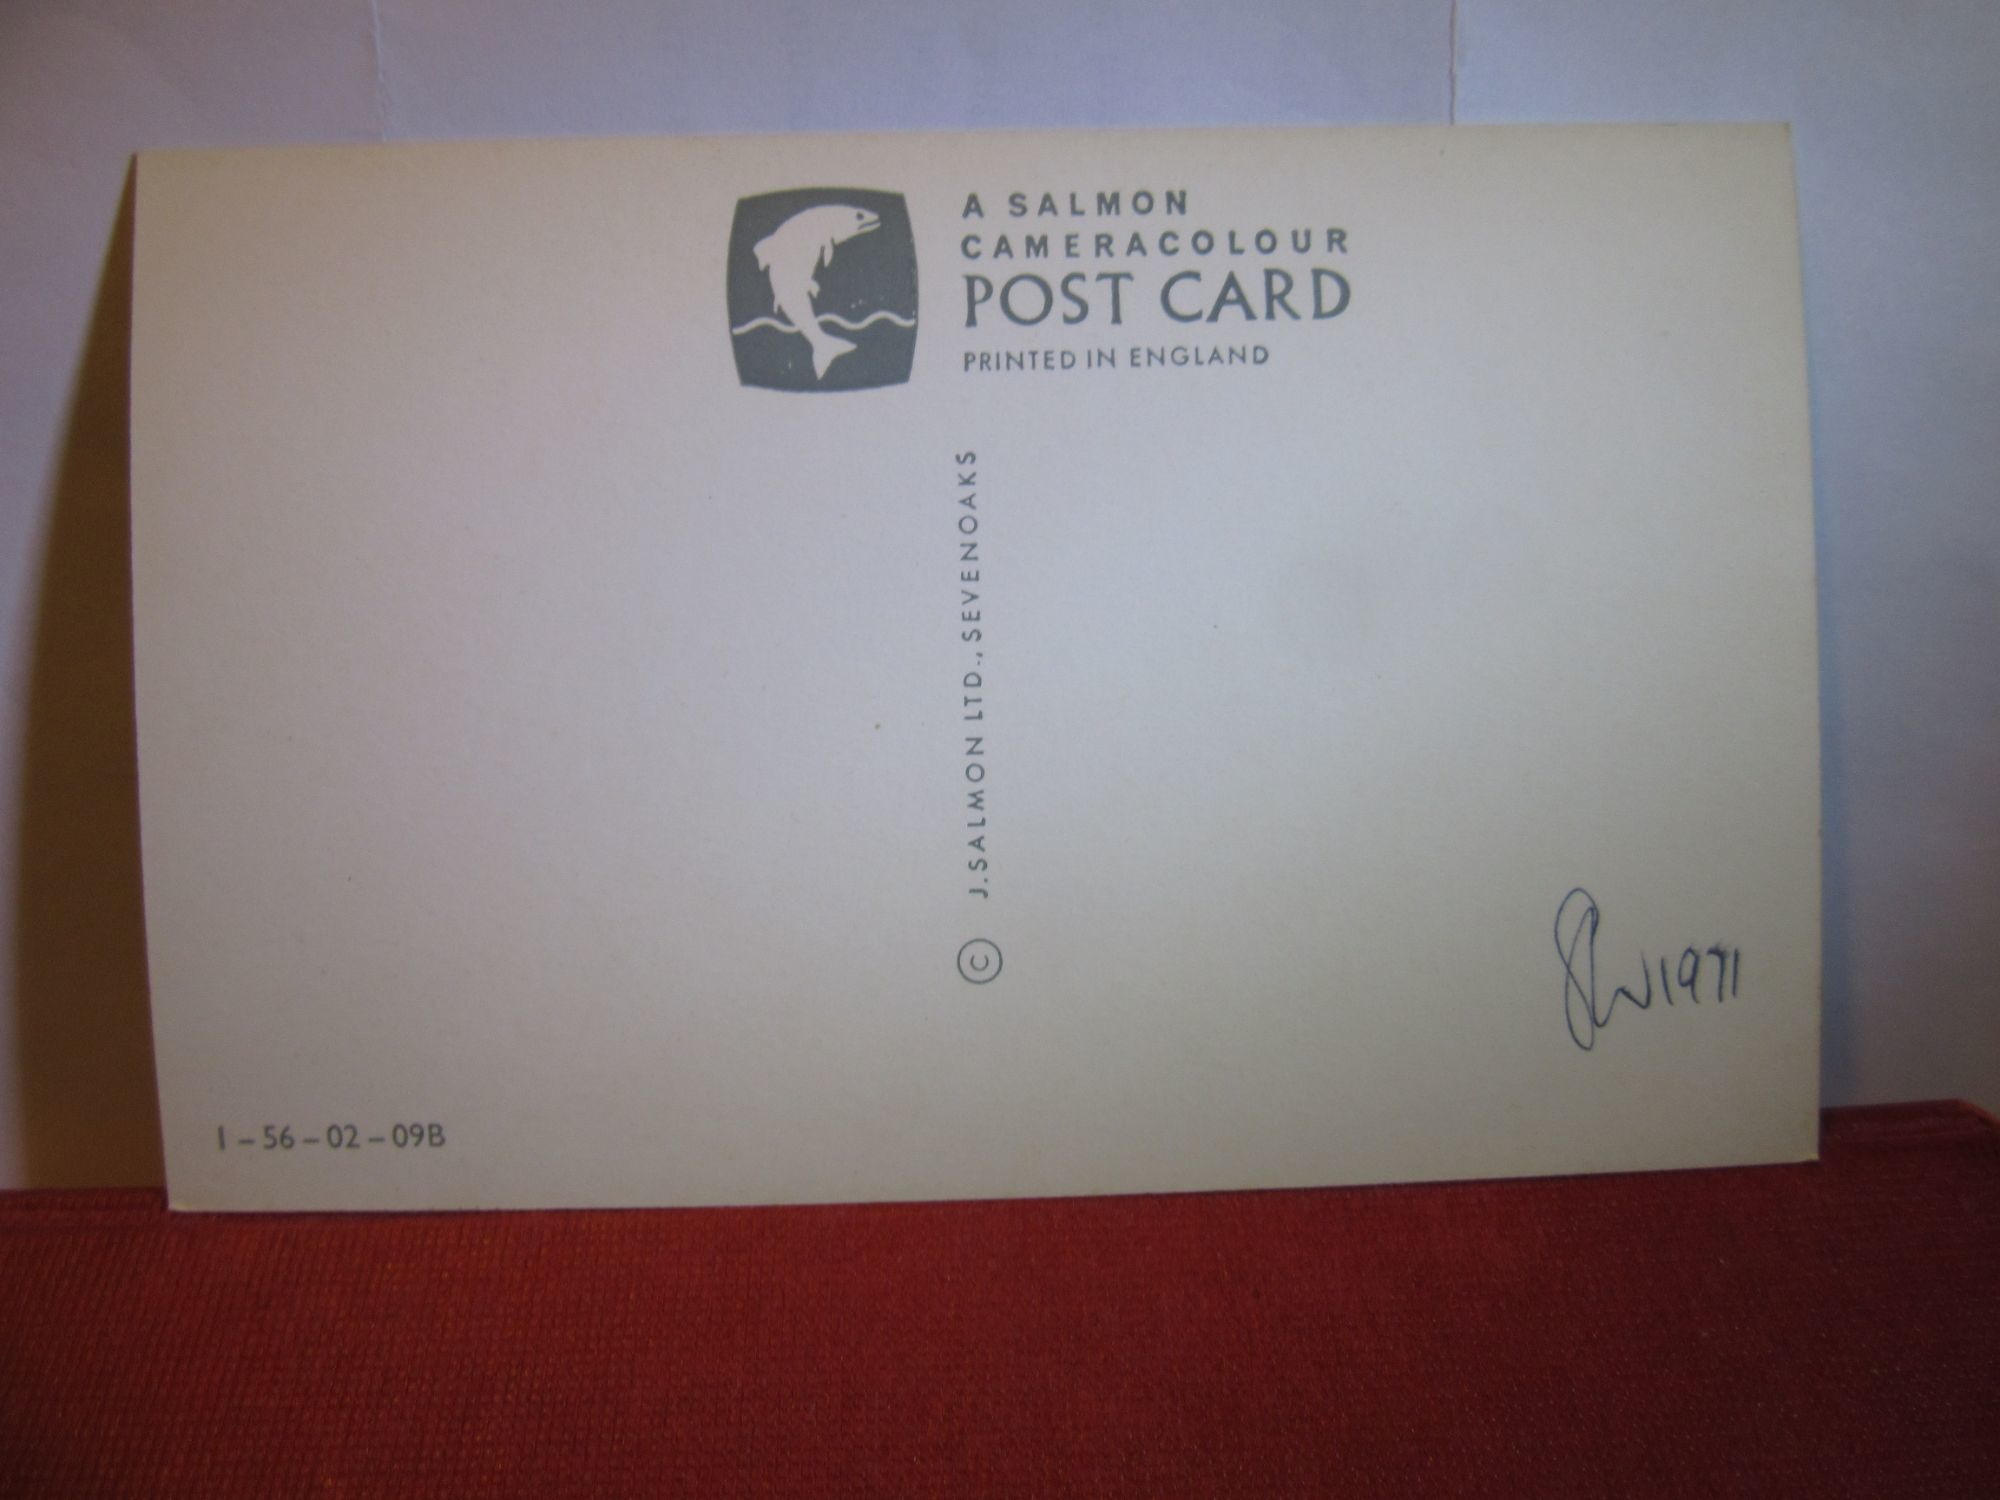 A SALMON
CAMERACOLOUR
POST CARD
PRINTED IN ENGLAND
© J. SALMON LTD., SEVENOAKS
1971
1 – 56 – 02 – 09B